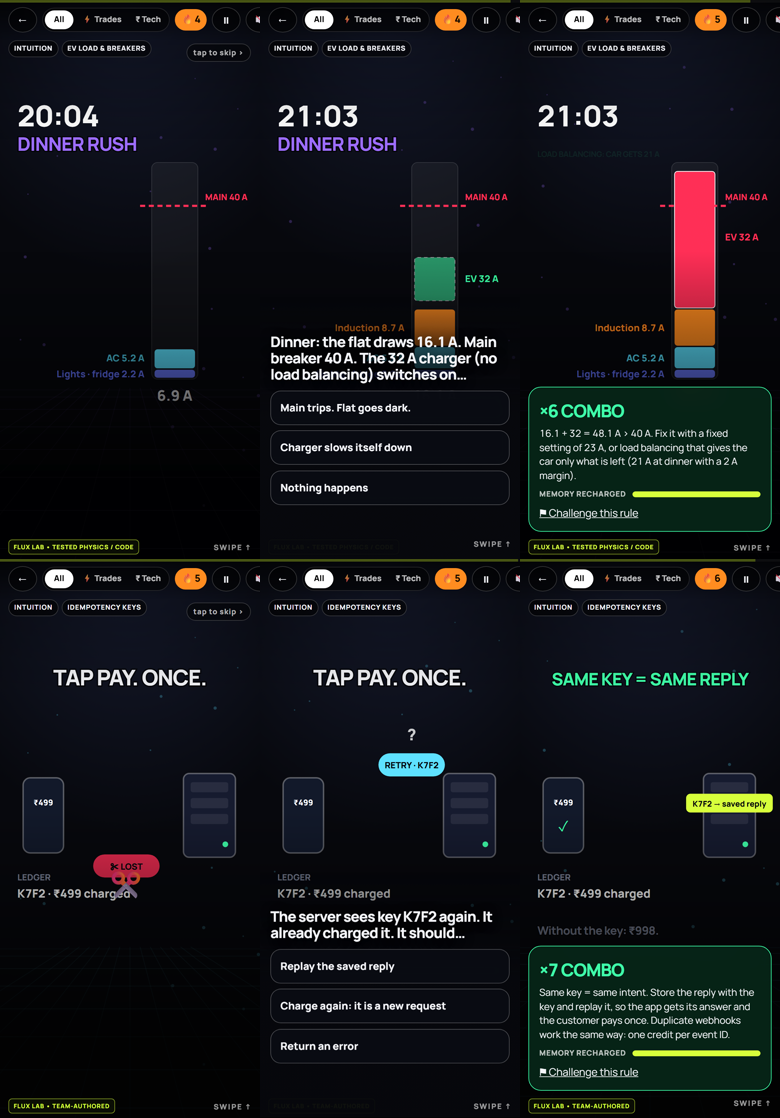 ← All Trades ₹ Tech 4
INTUITION EV LOAD & BREAKERS
tap to skip ›
20:04
DINNER RUSH
MAIN 40 A
AC 5.2 A
Lights · fridge 2.2 A
6.9 A
FLUX LAB • TESTED PHYSICS / CODE
SWIPE ↑
← All Trades ₹ Tech 4
INTUITION EV LOAD & BREAKERS
21:03
DINNER RUSH
MAIN 40 A
EV 32 A
Induction 8.7 A
Dinner: the flat draws 16.1 A. Main
breaker 40 A. The 32 A charger (no
load balancing) switches on...
Main trips. Flat goes dark.
Charger slows itself down
Nothing happens
SWIPE ↑
← All Trades ₹ Tech 5
INTUITION EV LOAD & BREAKERS
21:03
LOAD BALANCING: CAR GETS 21 A
MAIN 40 A
EV 32 A
Induction 8.7 A
AC 5.2 A
Lights · fridge 2.2 A
×6 COMBO
16.1 + 32 = 48.1 A > 40 A. Fix it with a fixed
setting of 23 A, or load balancing that gives the
car only what is left (21 A at dinner with a 2 A
margin).
MEMORY RECHARGED
Challenge this rule
FLUX LAB • TESTED PHYSICS / CODE
SWIPE ↑
← All Trades ₹ Tech 5
INTUITION IDEMPOTENCY KEYS
tap to skip ›
TAP PAY. ONCE.
₹499
LOST
LEDGER
K7F2 · ₹499 charged
FLUX LAB • TEAM-AUTHORED
SWIPE ↑
← All Trades ₹ Tech 5
INTUITION IDEMPOTENCY KEYS
TAP PAY. ONCE.
?
RETRY · K7F2
₹499
LEDGER
K7F2 · ₹499 charged
The server sees key K7F2 again. It
already charged it. It should...
Replay the saved reply
Charge again: it is a new request
Return an error
SWIPE ↑
← All Trades ₹ Tech 6
INTUITION IDEMPOTENCY KEYS
SAME KEY = SAME REPLY
₹499
✓
K7F2 → saved reply
LEDGER
K7F2 · ₹499 charged
Without the key: ₹998.
×7 COMBO
Same key = same intent. Store the reply with the
key and replay it, so the app gets its answer and
the customer pays once. Duplicate webhooks
work the same way: one credit per event ID.
MEMORY RECHARGED
Challenge this rule
FLUX LAB • TEAM-AUTHORED
SWIPE ↑